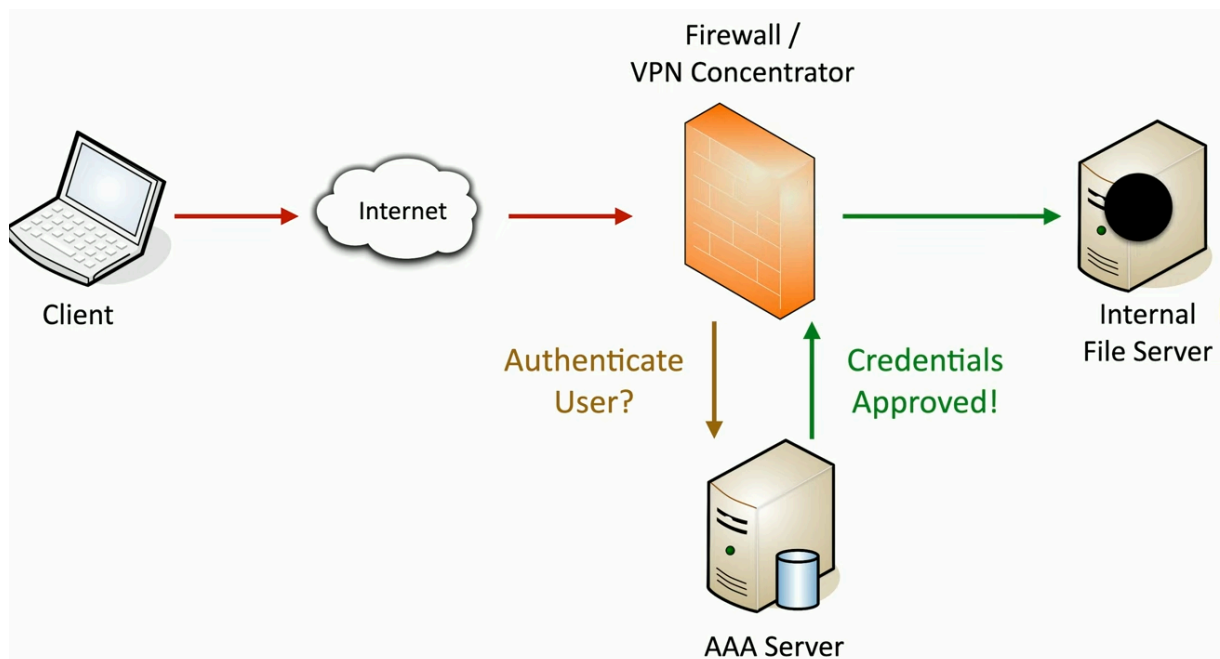 Firewall /
VPN Concentrator
Internet
Client
Internal
File Server
Authenticate
User?
Credentials
Approved!
AAA Server